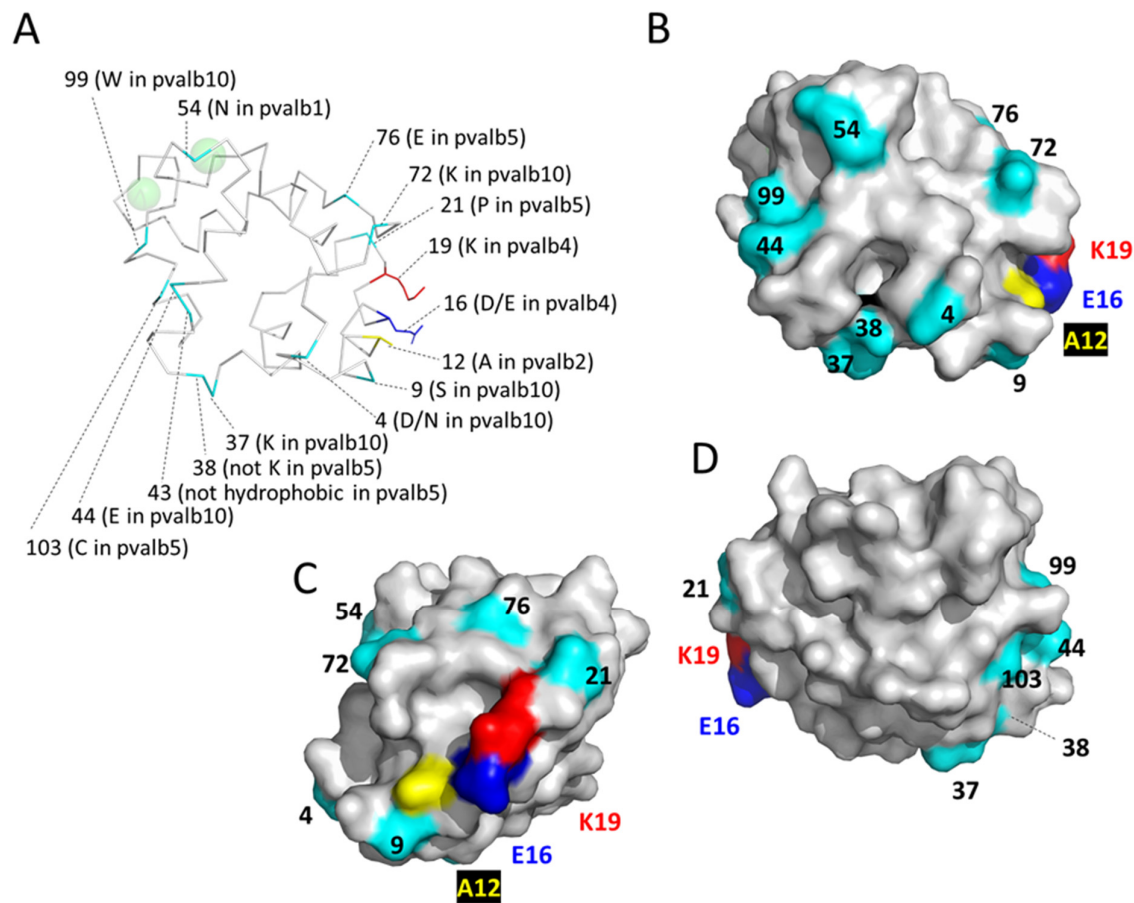 A
99 (W in pvalb10)
54 (N in pvalb1)
76 (E in pvalb5)
72 (K in pvalb10)
21 (P in pvalb5)
19 (K in pvalb4)
16 (D/E in pvalb4)
12 (A in pvalb2)
9 (S in pvalb10)
4 (D/N in pvalb10)
37 (K in pvalb10)
38 (not K in pvalb5)
43 (not hydrophobic in pvalb5)
44 (E in pvalb10)
103 (C in pvalb5)
B
54
76
72
99
44
K19
E16
A12
4
38
37
9
C
54
76
72
21
4
9
K19
E16
A12
D
21
99
K19
44
103
E16
38
37